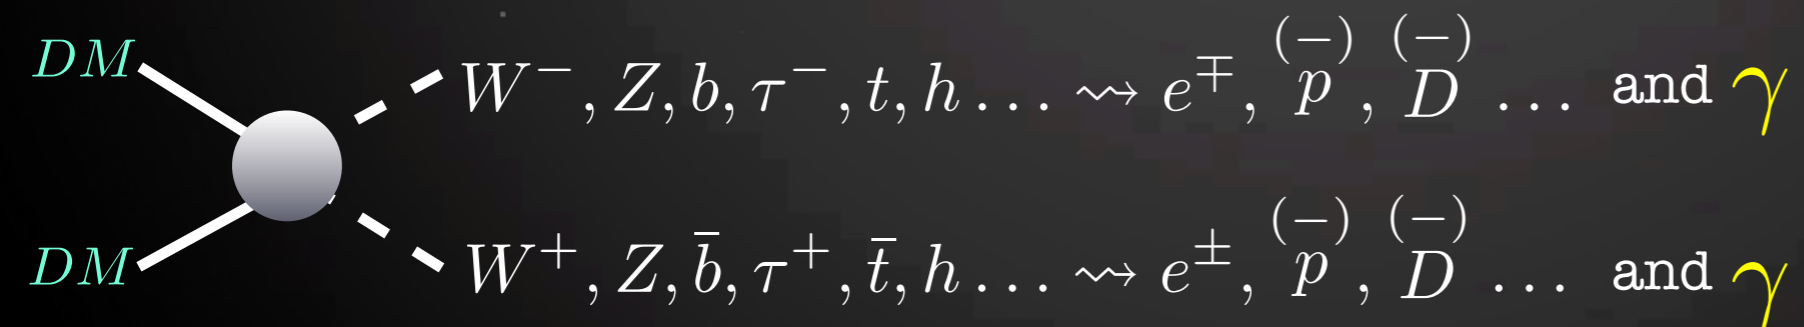 DM W⁻, Z, b, τ⁻, t, h ... ⇝ e^∓, p^(−), D^(−) ... and γ
DM W⁺, Z, b̄, τ⁺, t̄, h ... ⇝ e^±, p^(−), D^(−) ... and γ